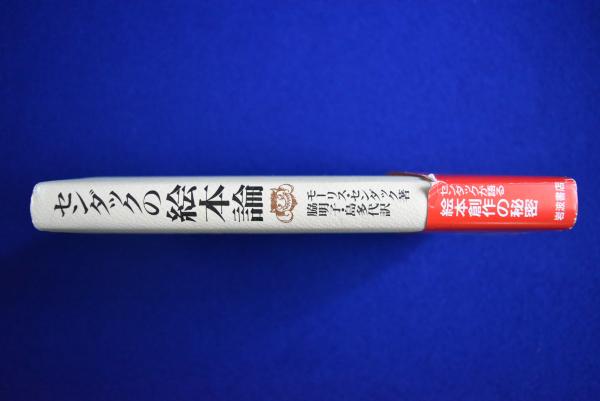 センダックの絵本論
モーリス・センダック著
脇明子・島多代訳
センダックが語る
絵本創作の秘密
岩波書店